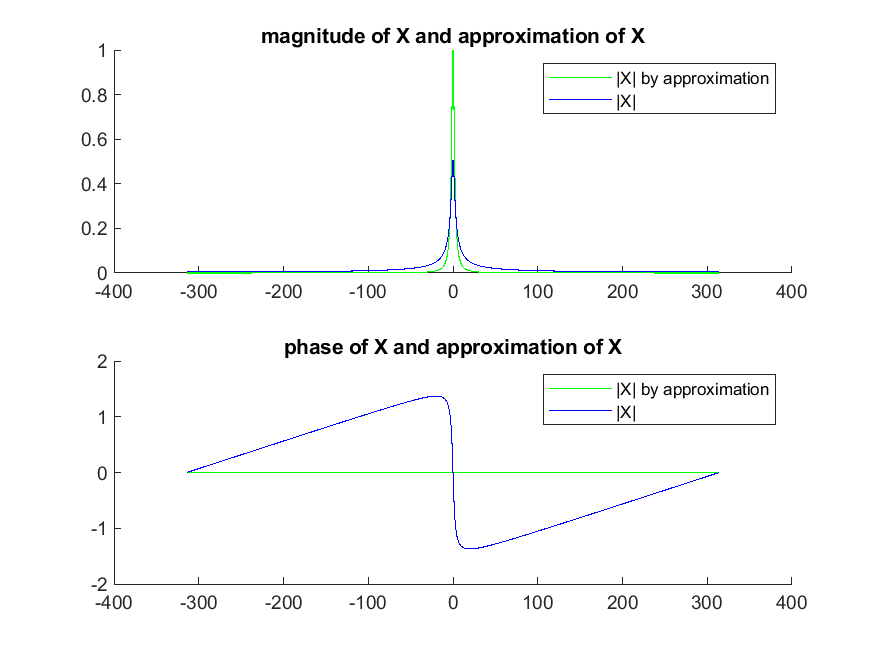 magnitude of X and approximation of X
1
0.8
0.6
0.4
0.2
0
|X| by approximation
|X|
-400 -300 -200 -100 0 100 200 300 400
phase of X and approximation of X
2
1
0
-1
-2
|X| by approximation
|X|
-400 -300 -200 -100 0 100 200 300 400